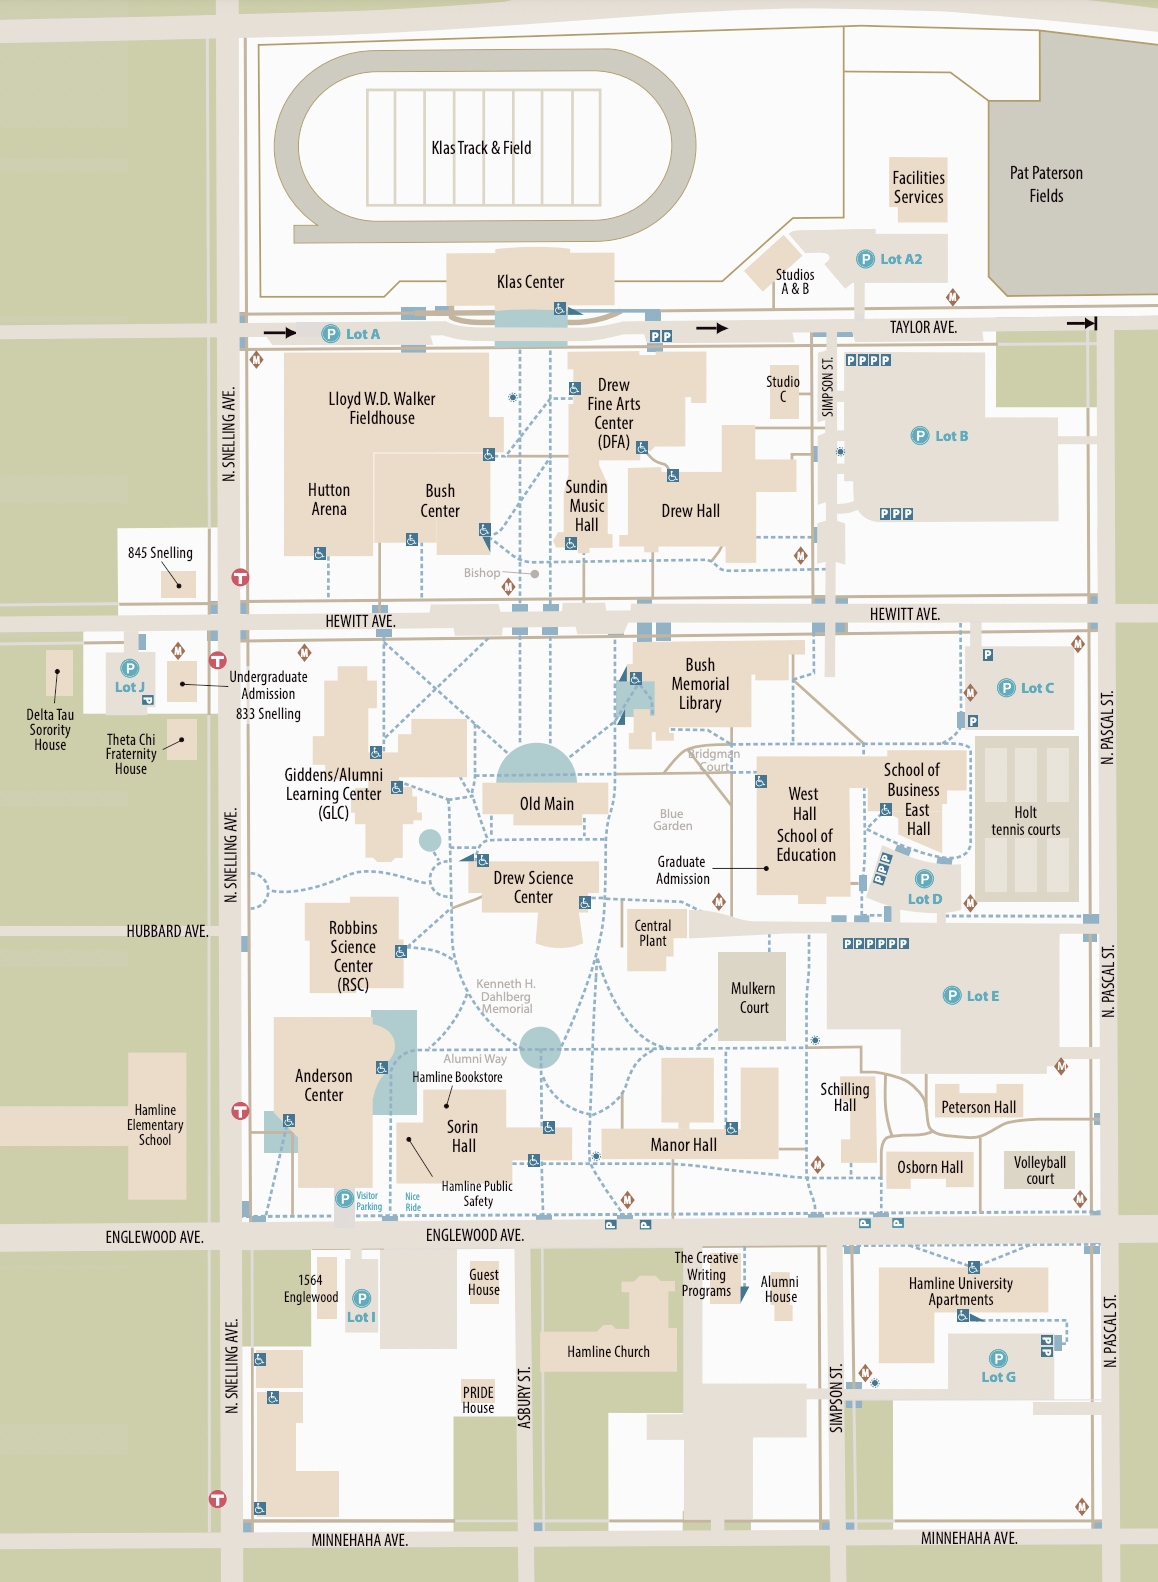 Klas Track & Field
Facilities
Services
Pat Paterson
Fields
P Lot A2
Klas Center
Studios
A & B
M
TAYLOR AVE.
P Lot A
P P
M
Lloyd W.D. Walker
Fieldhouse
Drew
Fine Arts
Center
(DFA)
Studio
C
SIMPSON ST.
P P P P
P Lot B
N. SNELLING AVE.
Hutton
Arena
Bush
Center
Sundin
Music
Hall
Drew Hall
P P P
845 Snelling
T
Bishop
M
M
HEWITT AVE.
HEWITT AVE.
M
T
M
P
Lot J
P
Undergraduate
Admission
833 Snelling
Delta Tau
Sorority
House
Theta Chi
Fraternity
House
Bush
Memorial
Library
P
M
M
P Lot C
P
N. PASCAL ST.
Bridgman
Court
Giddens/Alumni
Learning Center
(GLC)
Old Main
Blue
Garden
West
Hall
School of
Education
School of
Business
East
Hall
Holt
tennis courts
N. SNELLING AVE.
Graduate
Admission
P P P
P
Lot D
Drew Science
Center
M
M
HUBBARD AVE.
Robbins
Science
Center
(RSC)
Central
Plant
P P P P P P
N. PASCAL ST.
Kenneth H.
Dahlberg
Memorial
Mulkern
Court
P Lot E
Alumni Way
Hamline Bookstore
M
Anderson
Center
Schilling
Hall
Peterson Hall
Hamline
Elementary
School
T
Sorin
Hall
Manor Hall
Osborn Hall
Volleyball
court
M
Hamline Public
Safety
P Visitor
Parking
Nice
Ride
M
M
P P
P P
ENGLEWOOD AVE.
ENGLEWOOD AVE.
1564
Englewood
P
Lot I
Guest
House
The Creative
Writing
Programs
Alumni
House
Hamline University
Apartments
N. SNELLING AVE.
PRIDE
House
ASBURY ST.
Hamline Church
SIMPSON ST.
M
P
Lot G
P P
N. PASCAL ST.
T
M
MINNEHAHA AVE.
MINNEHAHA AVE.